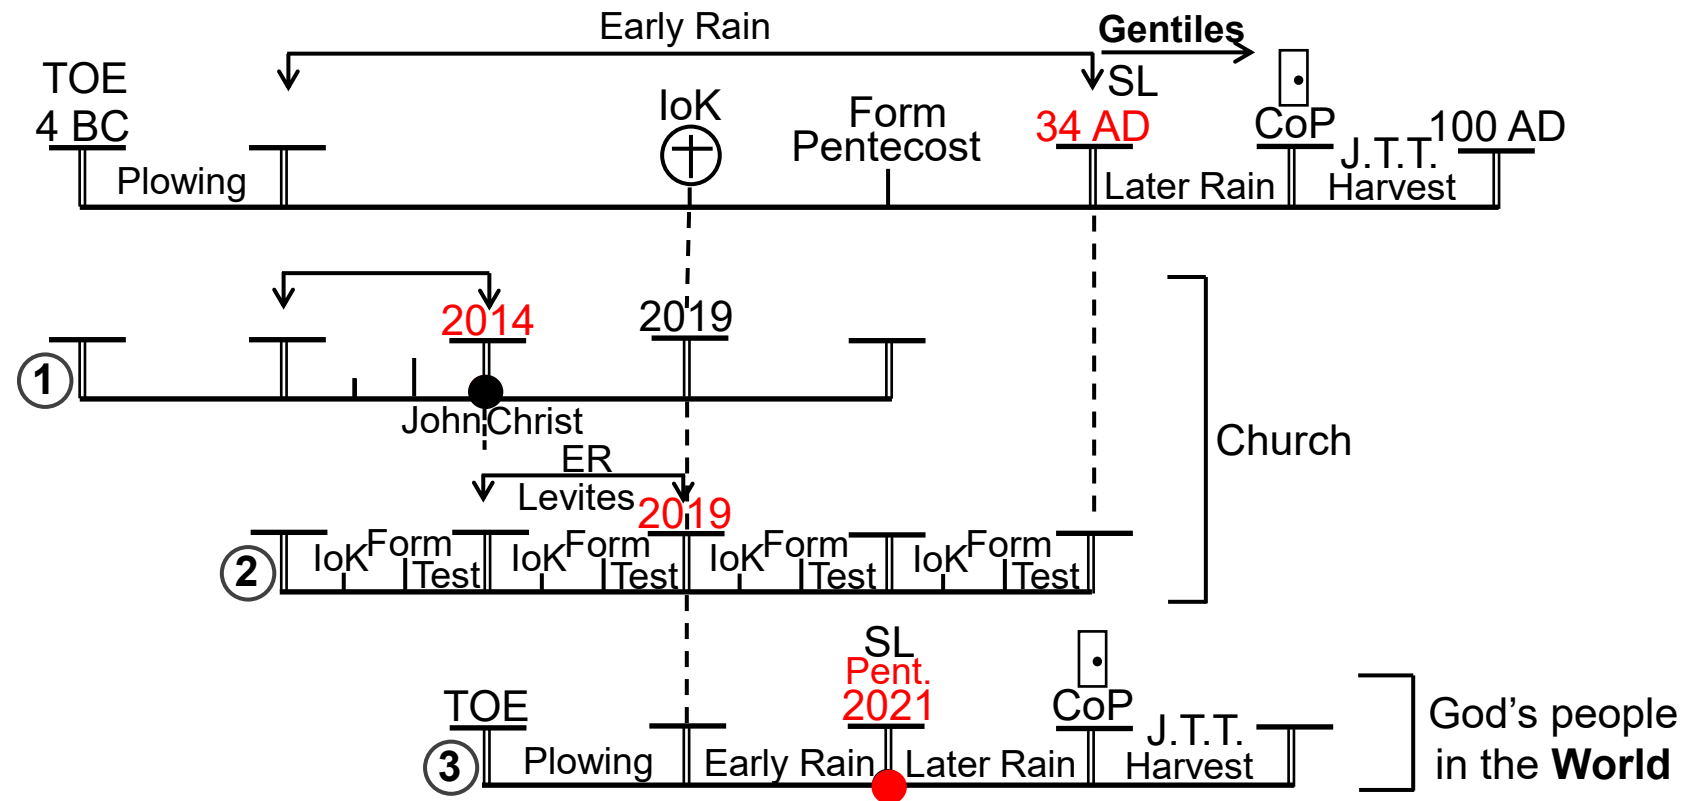 Early Rain
Gentiles
TOE
4 BC
IoK
Form
Pentecost
SL
34 AD
CoP
100 AD
Plowing
Later Rain
J.T.T.
Harvest
2014
2019
1
John
Christ
Church
ER
Levites
2019
2
IoK
Form
Test
IoK
Form
Test
IoK
Form
Test
IoK
Form
Test
SL
Pent.
2021
TOE
CoP
3
Plowing
Early Rain
Later Rain
J.T.T.
Harvest
God's people
in the World